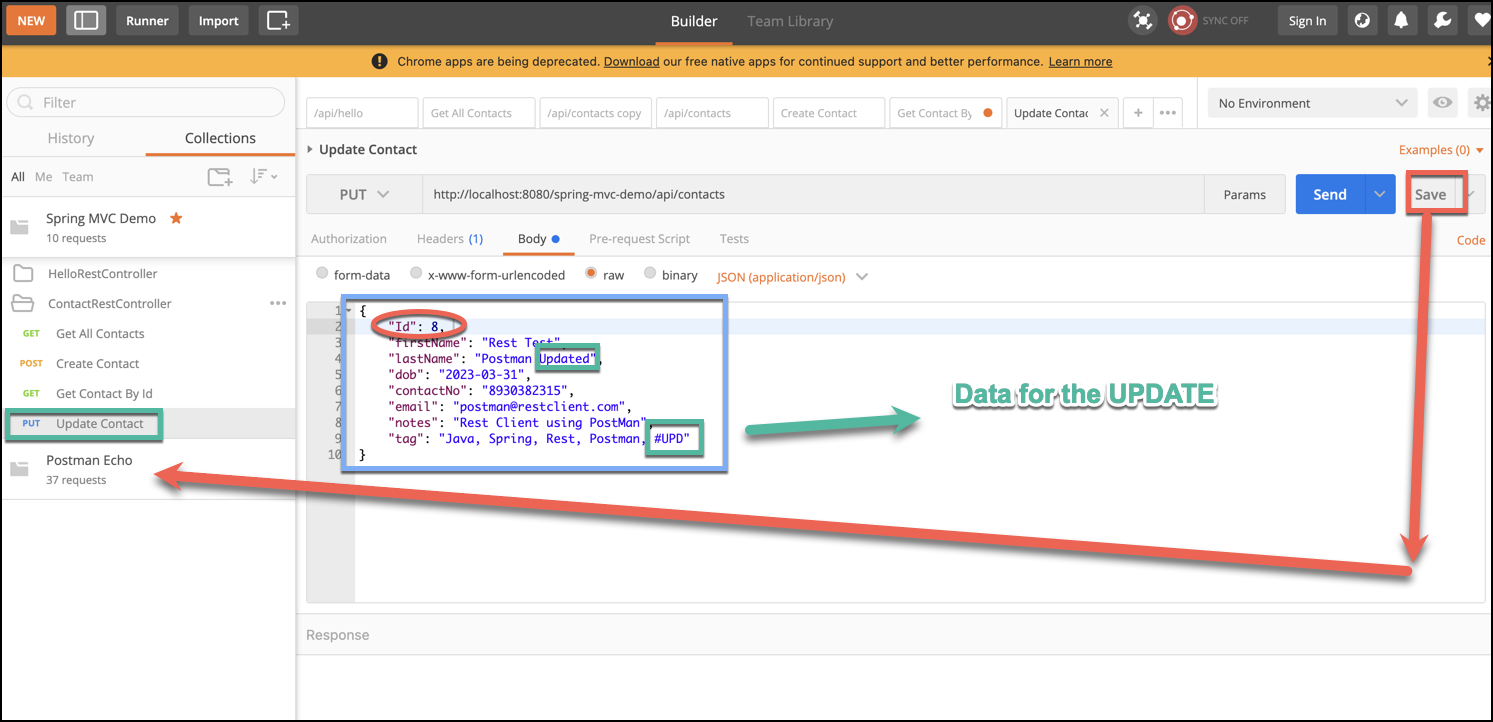 NEW Runner Import Builder Team Library SYNC OFF Sign In
Chrome apps are being deprecated. Download our free native apps for continued support and better performance. Learn more
Filter
History Collections
All Me Team
Spring MVC Demo
10 requests
HelloRestController
ContactRestController
GET Get All Contacts
POST Create Contact
GET Get Contact By Id
PUT Update Contact
Postman Echo
37 requests
/api/hello Get All Contacts /api/contacts copy /api/contacts Create Contact Get Contact By Update Contac
No Environment
Update Contact
Examples (0)
PUT http://localhost:8080/spring-mvc-demo/api/contacts Params Send Save
Authorization Headers (1) Body Pre-request Script Tests Code
form-data x-www-form-urlencoded raw binary JSON (application/json)
1 {
2 "Id": 8,
3 "firstName": "Rest Test",
4 "lastName": "Postman Updated",
5 "dob": "2023-03-31",
6 "contactNo": "8930382315",
7 "email": "postman@restclient.com",
8 "notes": "Rest Client using PostMan",
9 "tag": "Java, Spring, Rest, Postman, #UPD"
10 }
Data for the UPDATE
Response